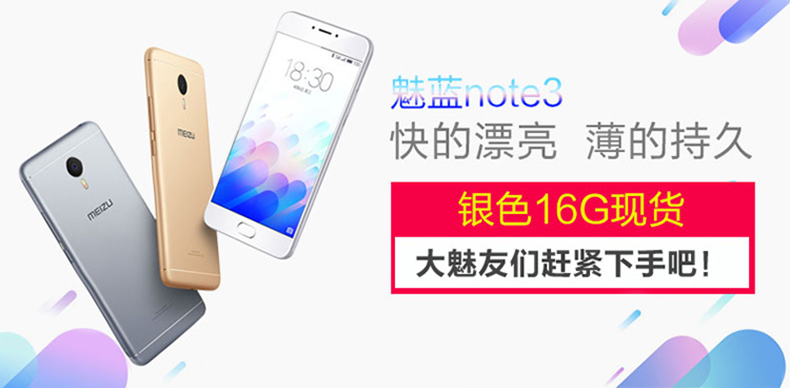 MEIZU
MEIZU
18:30
魅蓝note3
快的漂亮 薄的持久
银色16G现货
大魅友们赶紧下手吧！